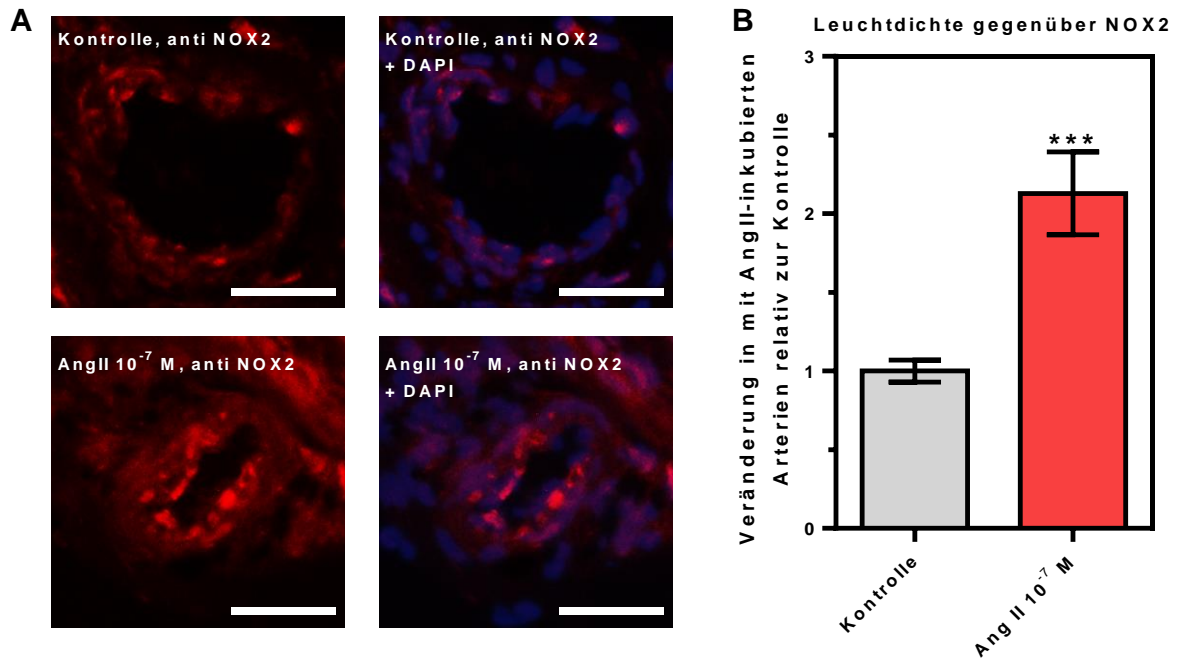 A
Kontrolle, anti NOX2
Kontrolle, anti NOX2
+ DAPI
AngII 10⁻⁷ M, anti NOX2
AngII 10⁻⁷ M, anti NOX2
+ DAPI
B
Leuchtdichte gegenüber NOX2
Veränderung in mit AngII-inkubierten
Arterien relativ zur Kontrolle
3
2
1
0
***
Kontrolle
Ang II 10⁻⁷ M